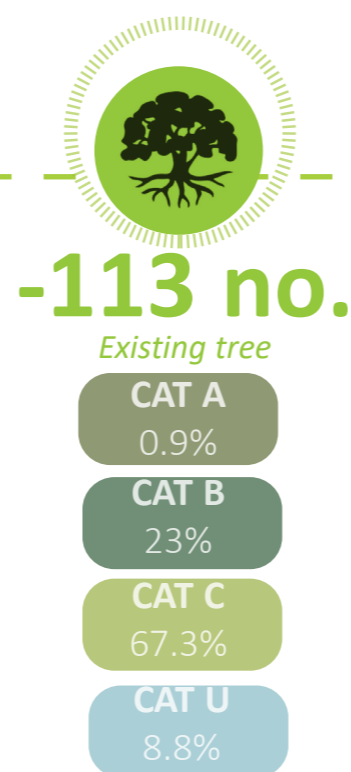 -113 no.
Existing tree
CAT A
0.9%
CAT B
23%
CAT C
67.3%
CAT U
8.8%